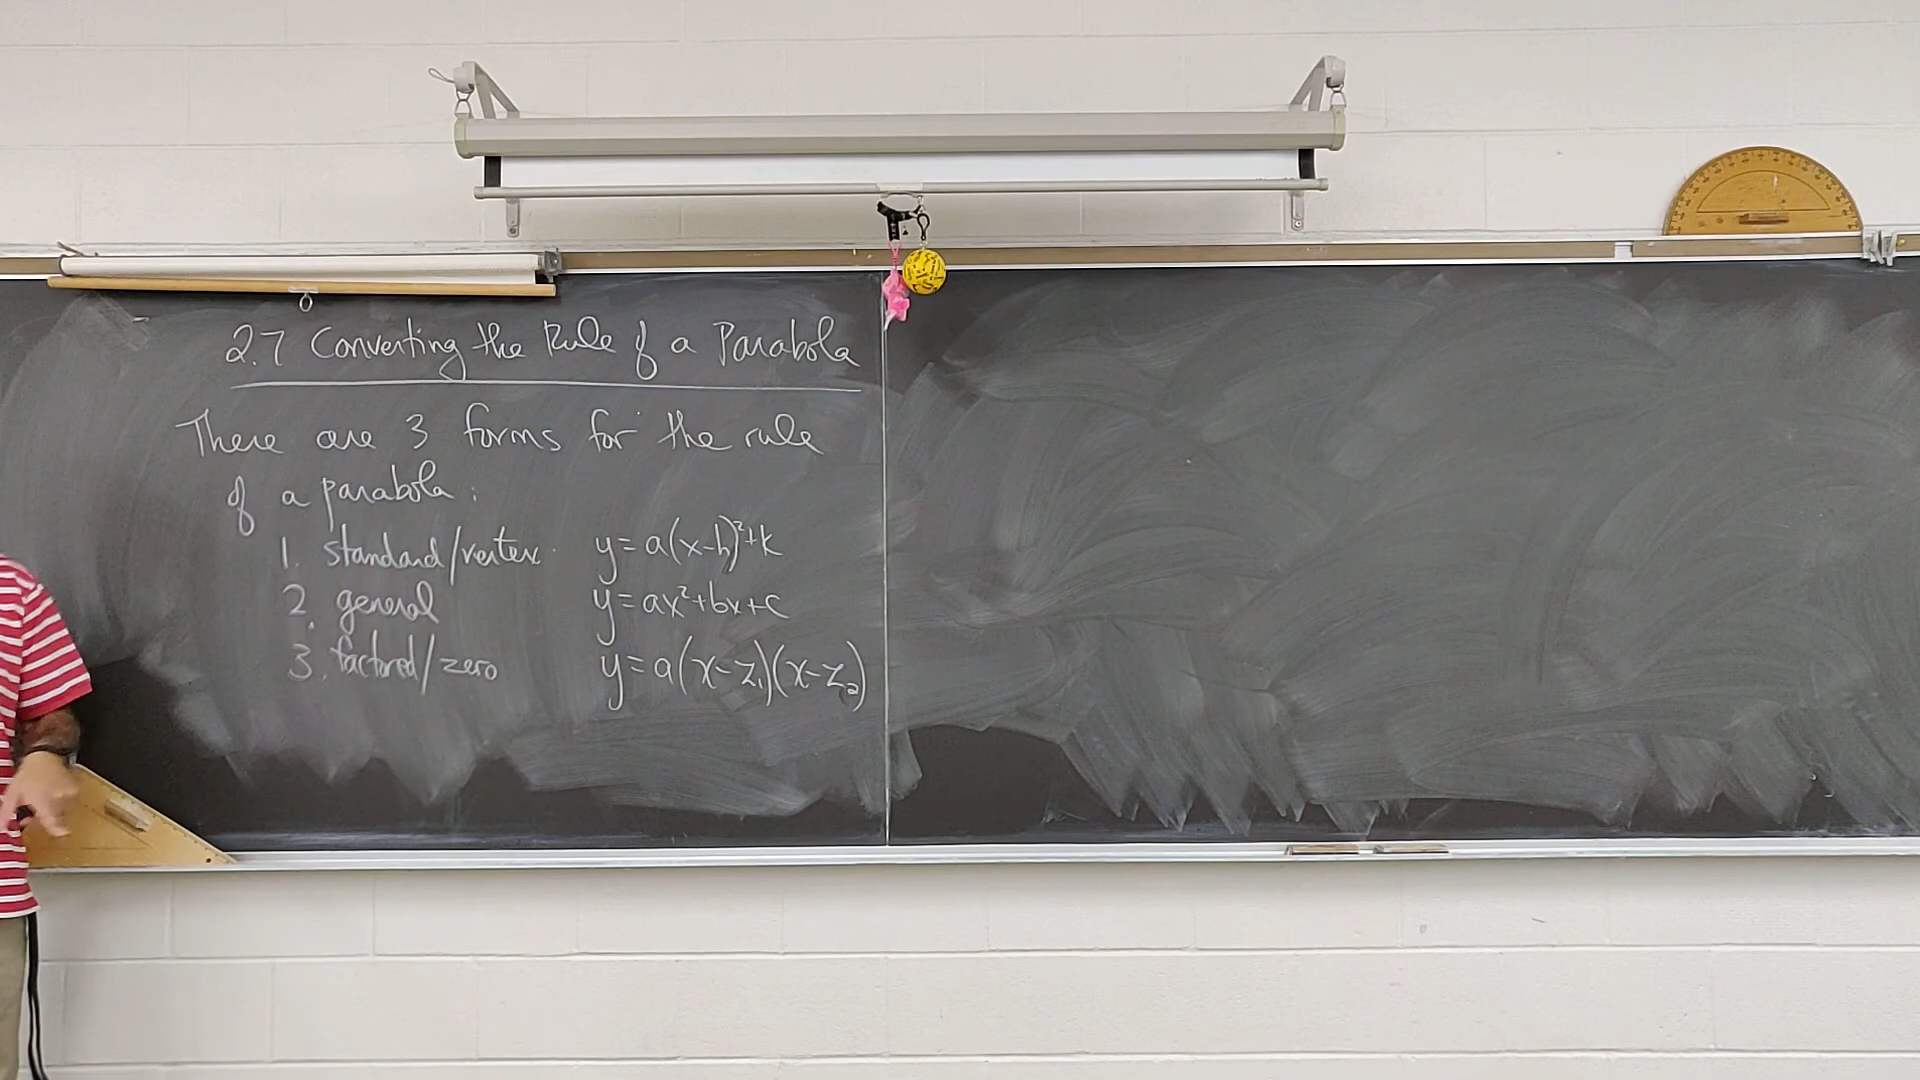 2.7 Converting the Rule of a Parabola
There are 3 forms for the rule
of a parabola:
1. standard/vertex. y=a(x-h)²+k
2. general y=ax²+bx+c
3. factored/zero y=a(x-z₁)(x-z₂)